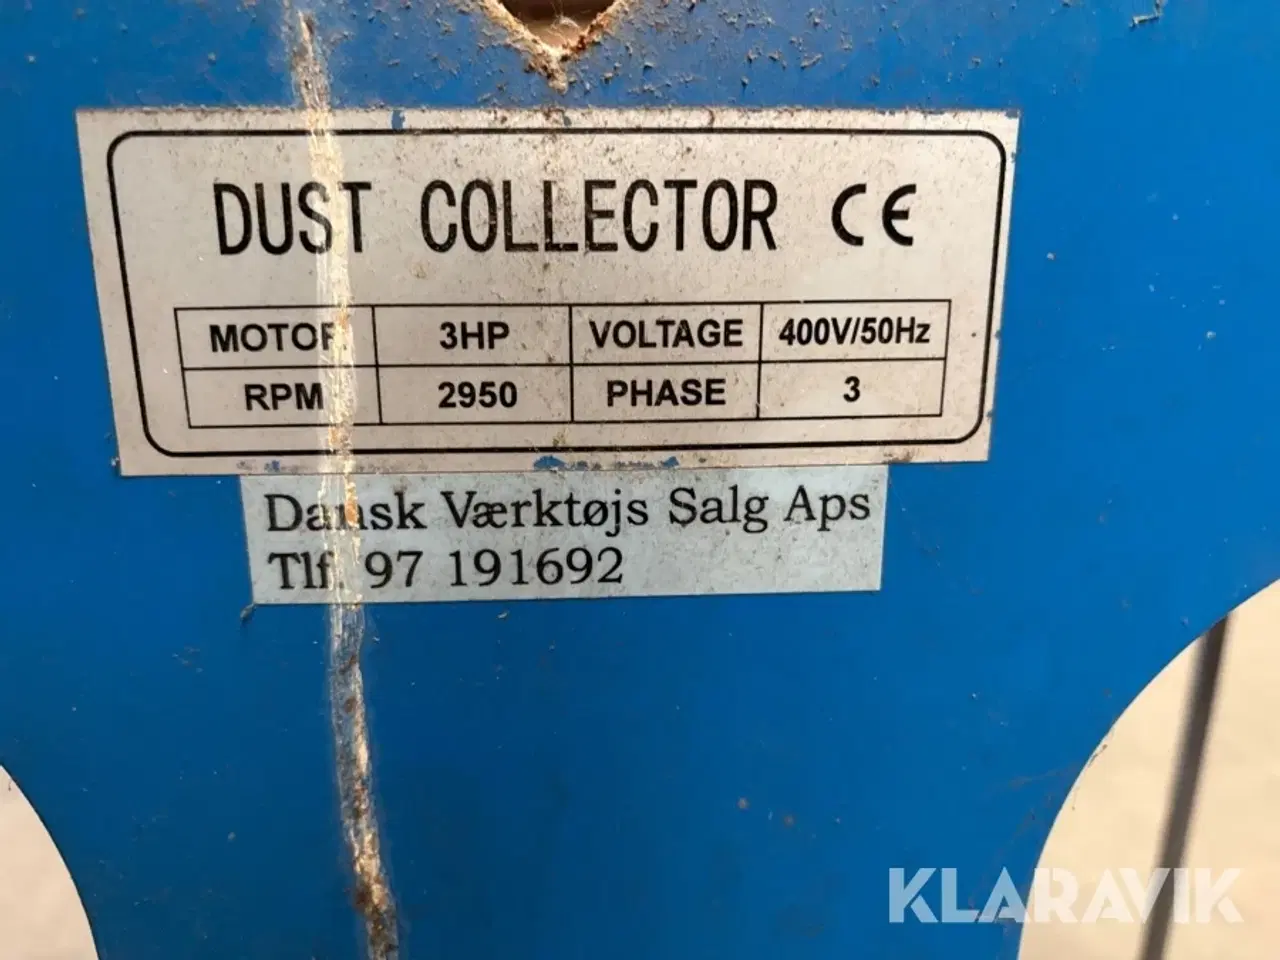 DUST COLLECTOR CE
MOTOR 3HP VOLTAGE 400V/50Hz
RPM 2950 PHASE 3
Dansk Værktøjs Salg Aps
Tlf. 97 191692
KLARAVIK